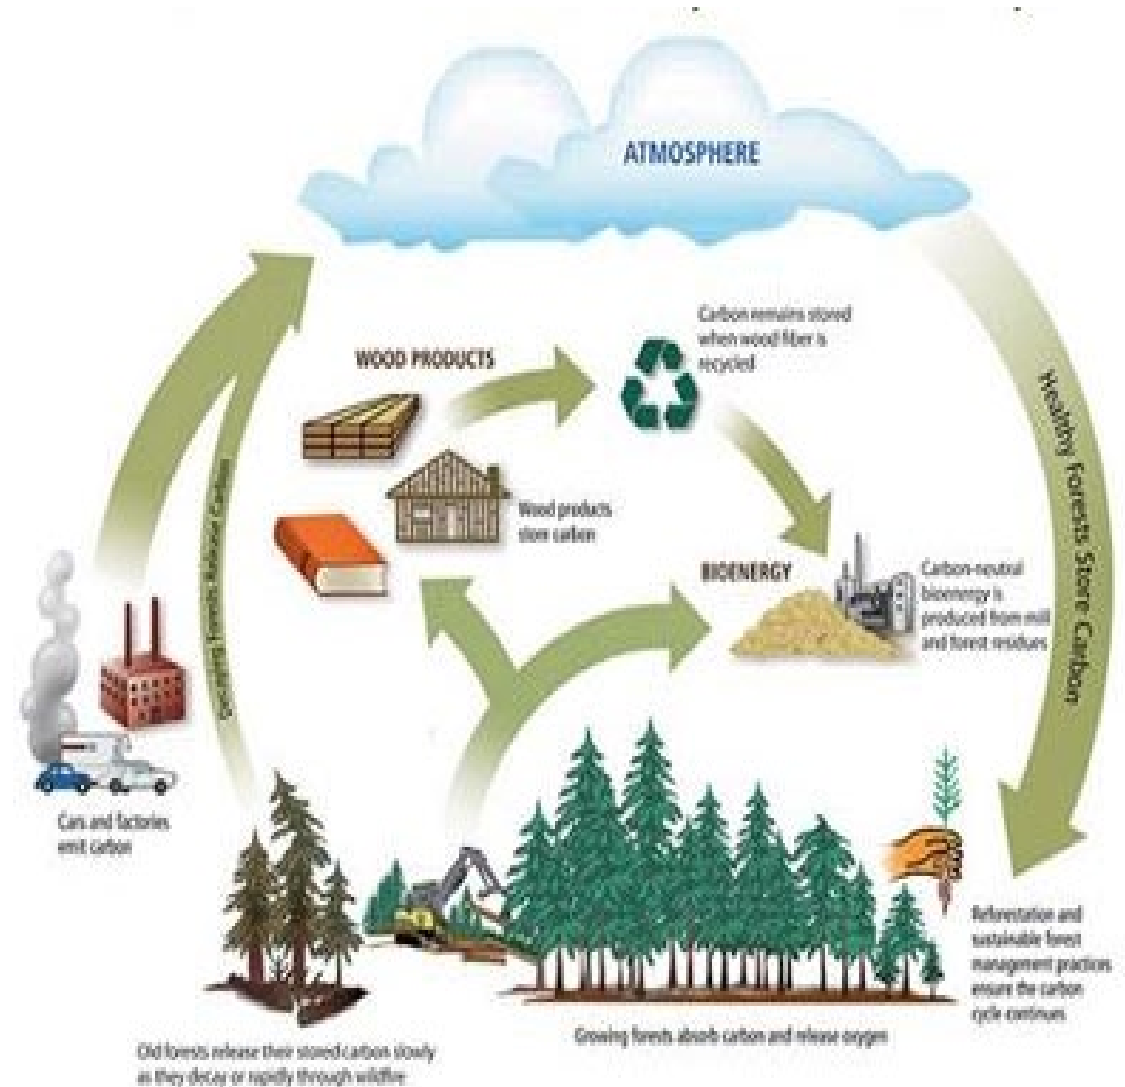 ATMOSPHERE
Carbon remains stored
when wood fiber is
recycled
WOOD PRODUCTS
Wood products
store carbon
BIOENERGY
Carbon-neutral
bioenergy is
produced from mill
and forest residues
Healthy Forests Store Carbon
Decaying Forests Release Carbon
Cars and factories
emit carbon
Reforestation and
sustainable forest
management practices
ensure the carbon
cycle continues
Growing forests absorb carbon and release oxygen
Old forests release their stored carbon slowly
as they decay or rapidly through wildfire